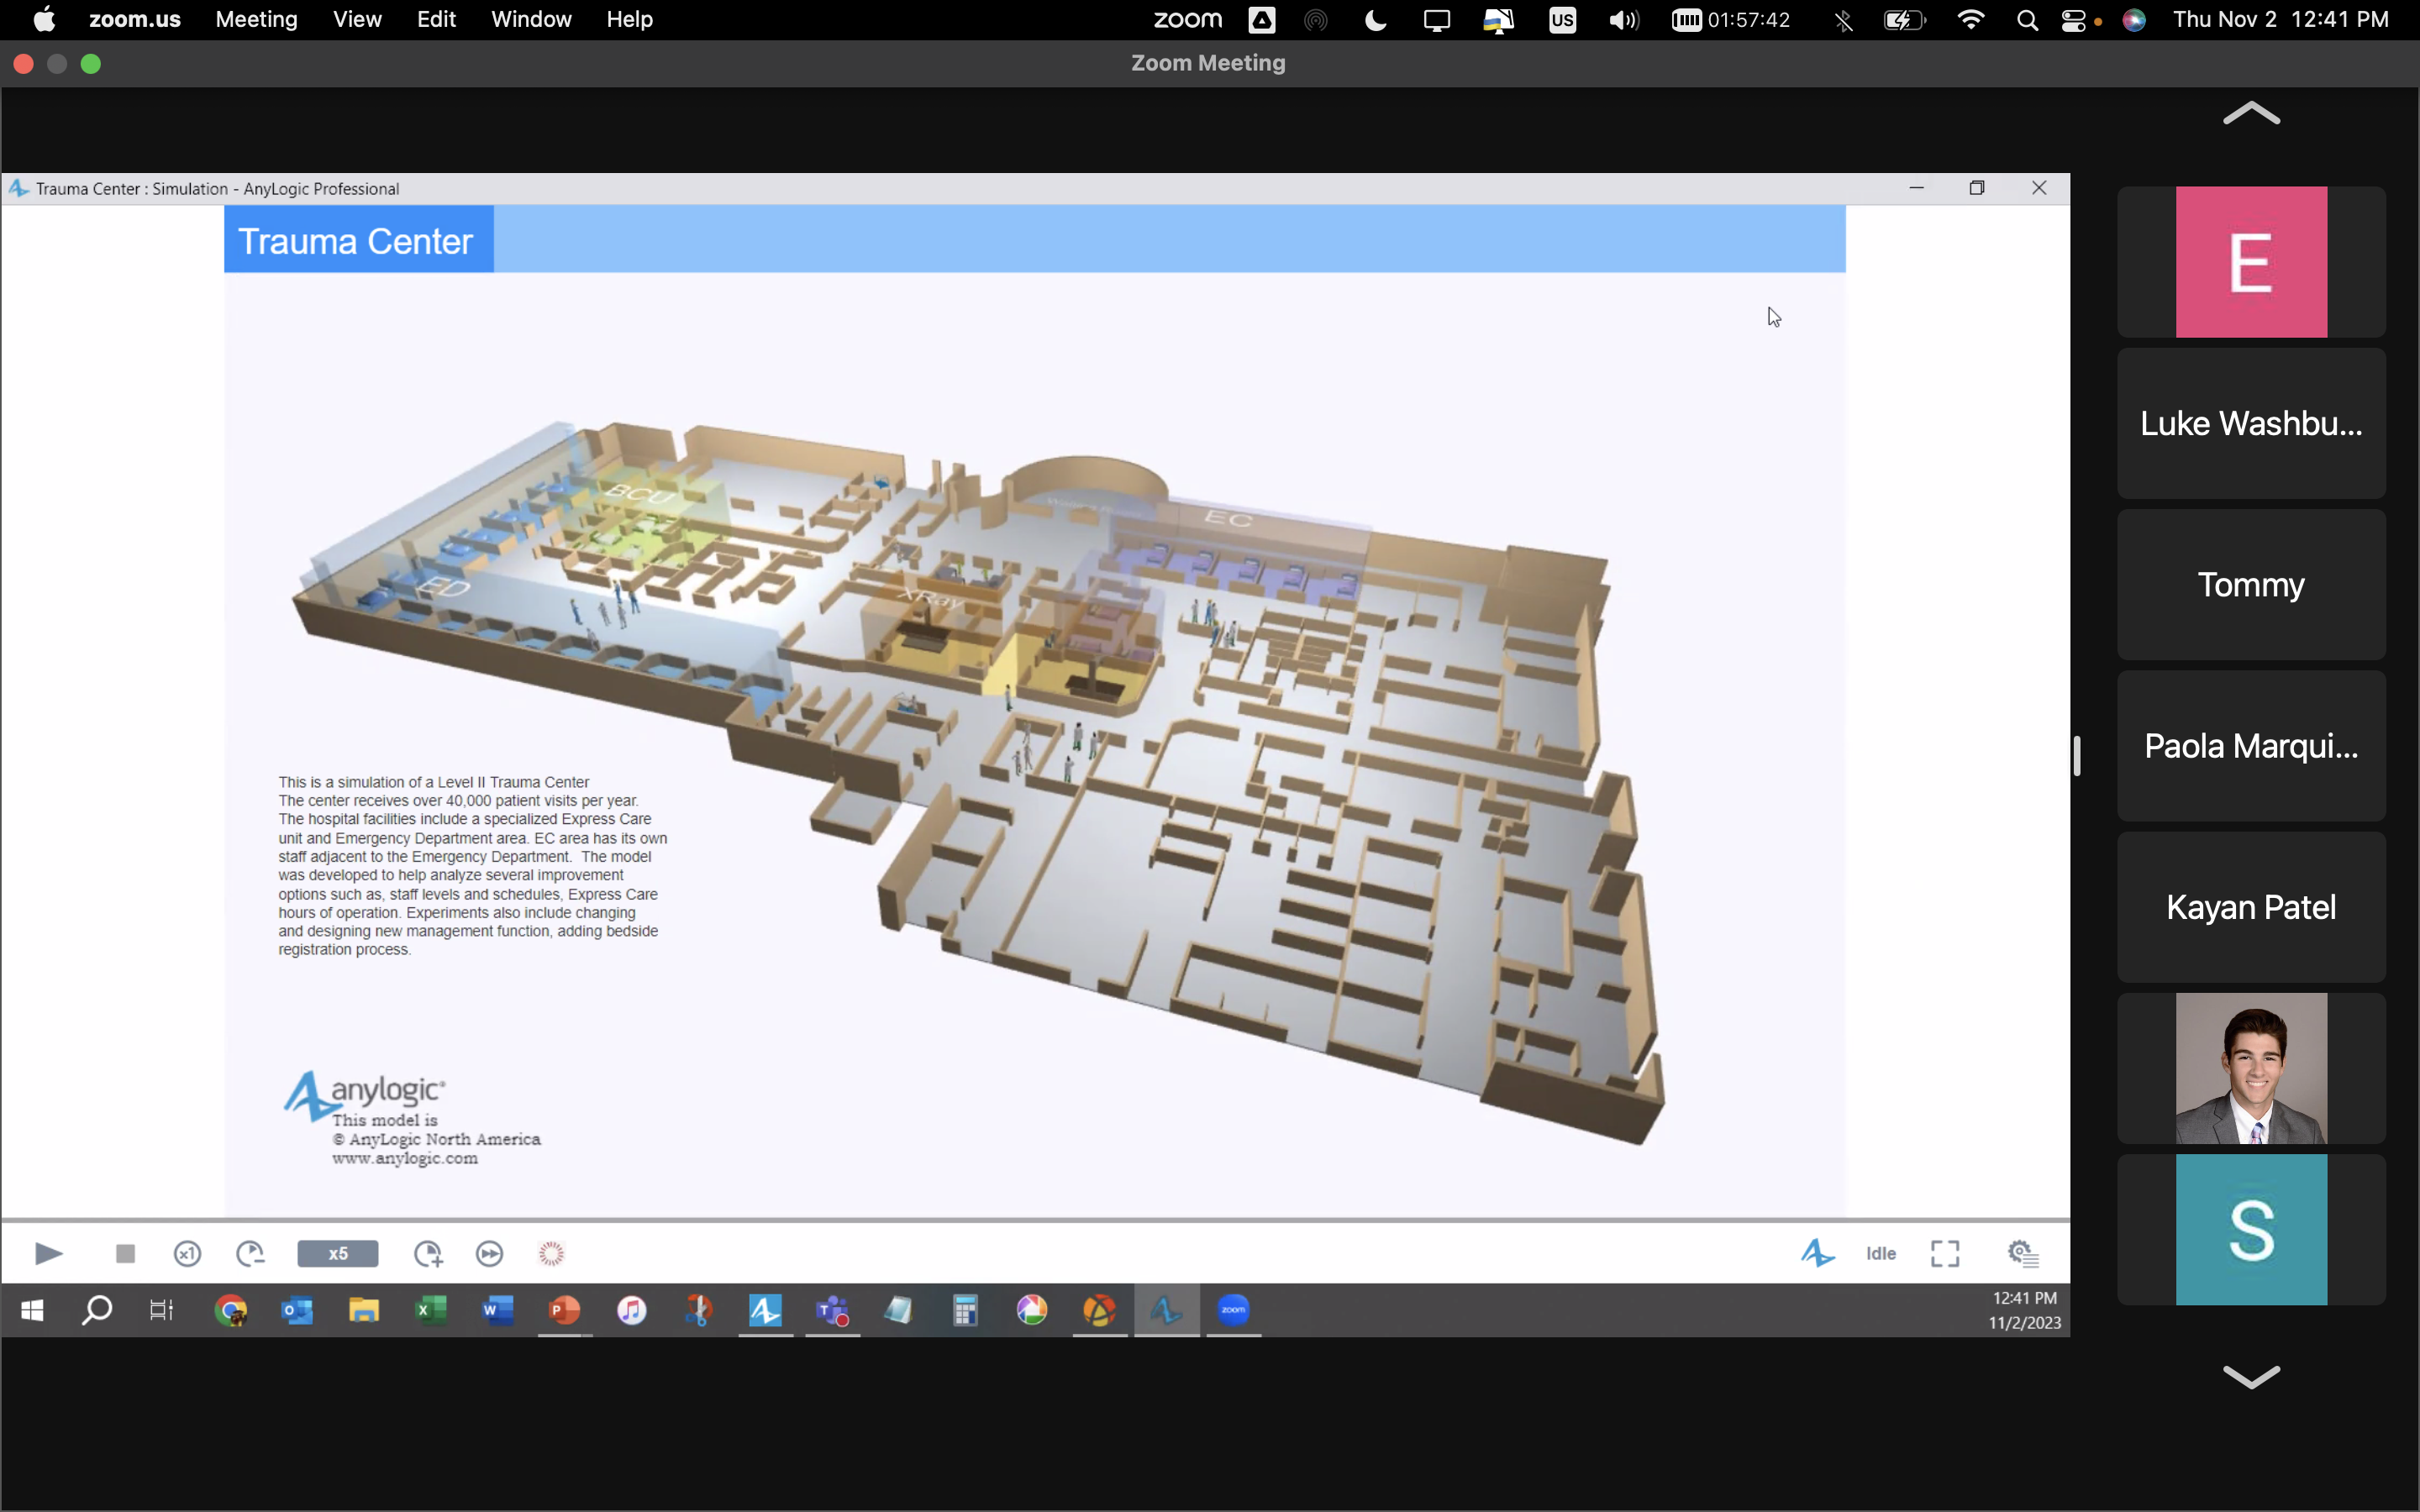 zoom.us Meeting View Edit Window Help zoom US 01:57:42 Thu Nov 2 12:41 PM
Zoom Meeting
Trauma Center : Simulation - AnyLogic Professional
Trauma Center
BCU
EC
ED
XRay
This is a simulation of a Level II Trauma Center
The center receives over 40,000 patient visits per year.
The hospital facilities include a specialized Express Care
unit and Emergency Department area. EC area has its own
staff adjacent to the Emergency Department. The model
was developed to help analyze several improvement
options such as, staff levels and schedules, Express Care
hours of operation. Experiments also include changing
and designing new management function, adding bedside
registration process.
anylogic®
This model is
© AnyLogic North America
www.anylogic.com
x1 x5 Idle
zoom
12:41 PM
11/2/2023
E
Luke Washbu...
Tommy
Paola Marqui...
Kayan Patel
S